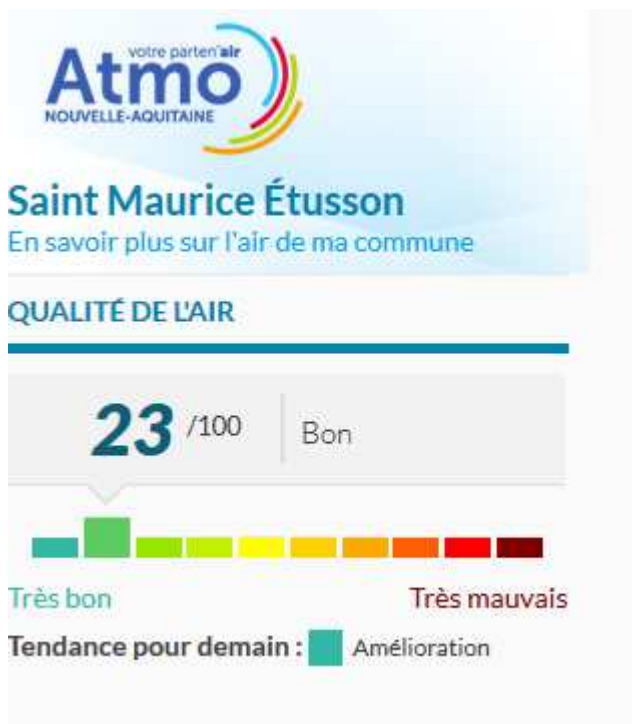 votre parten'air
Atmo
NOUVELLE-AQUITAINE
Saint Maurice Étusson
En savoir plus sur l'air de ma commune
QUALITÉ DE L'AIR
23 /100 Bon
Très bon Très mauvais
Tendance pour demain : Amélioration